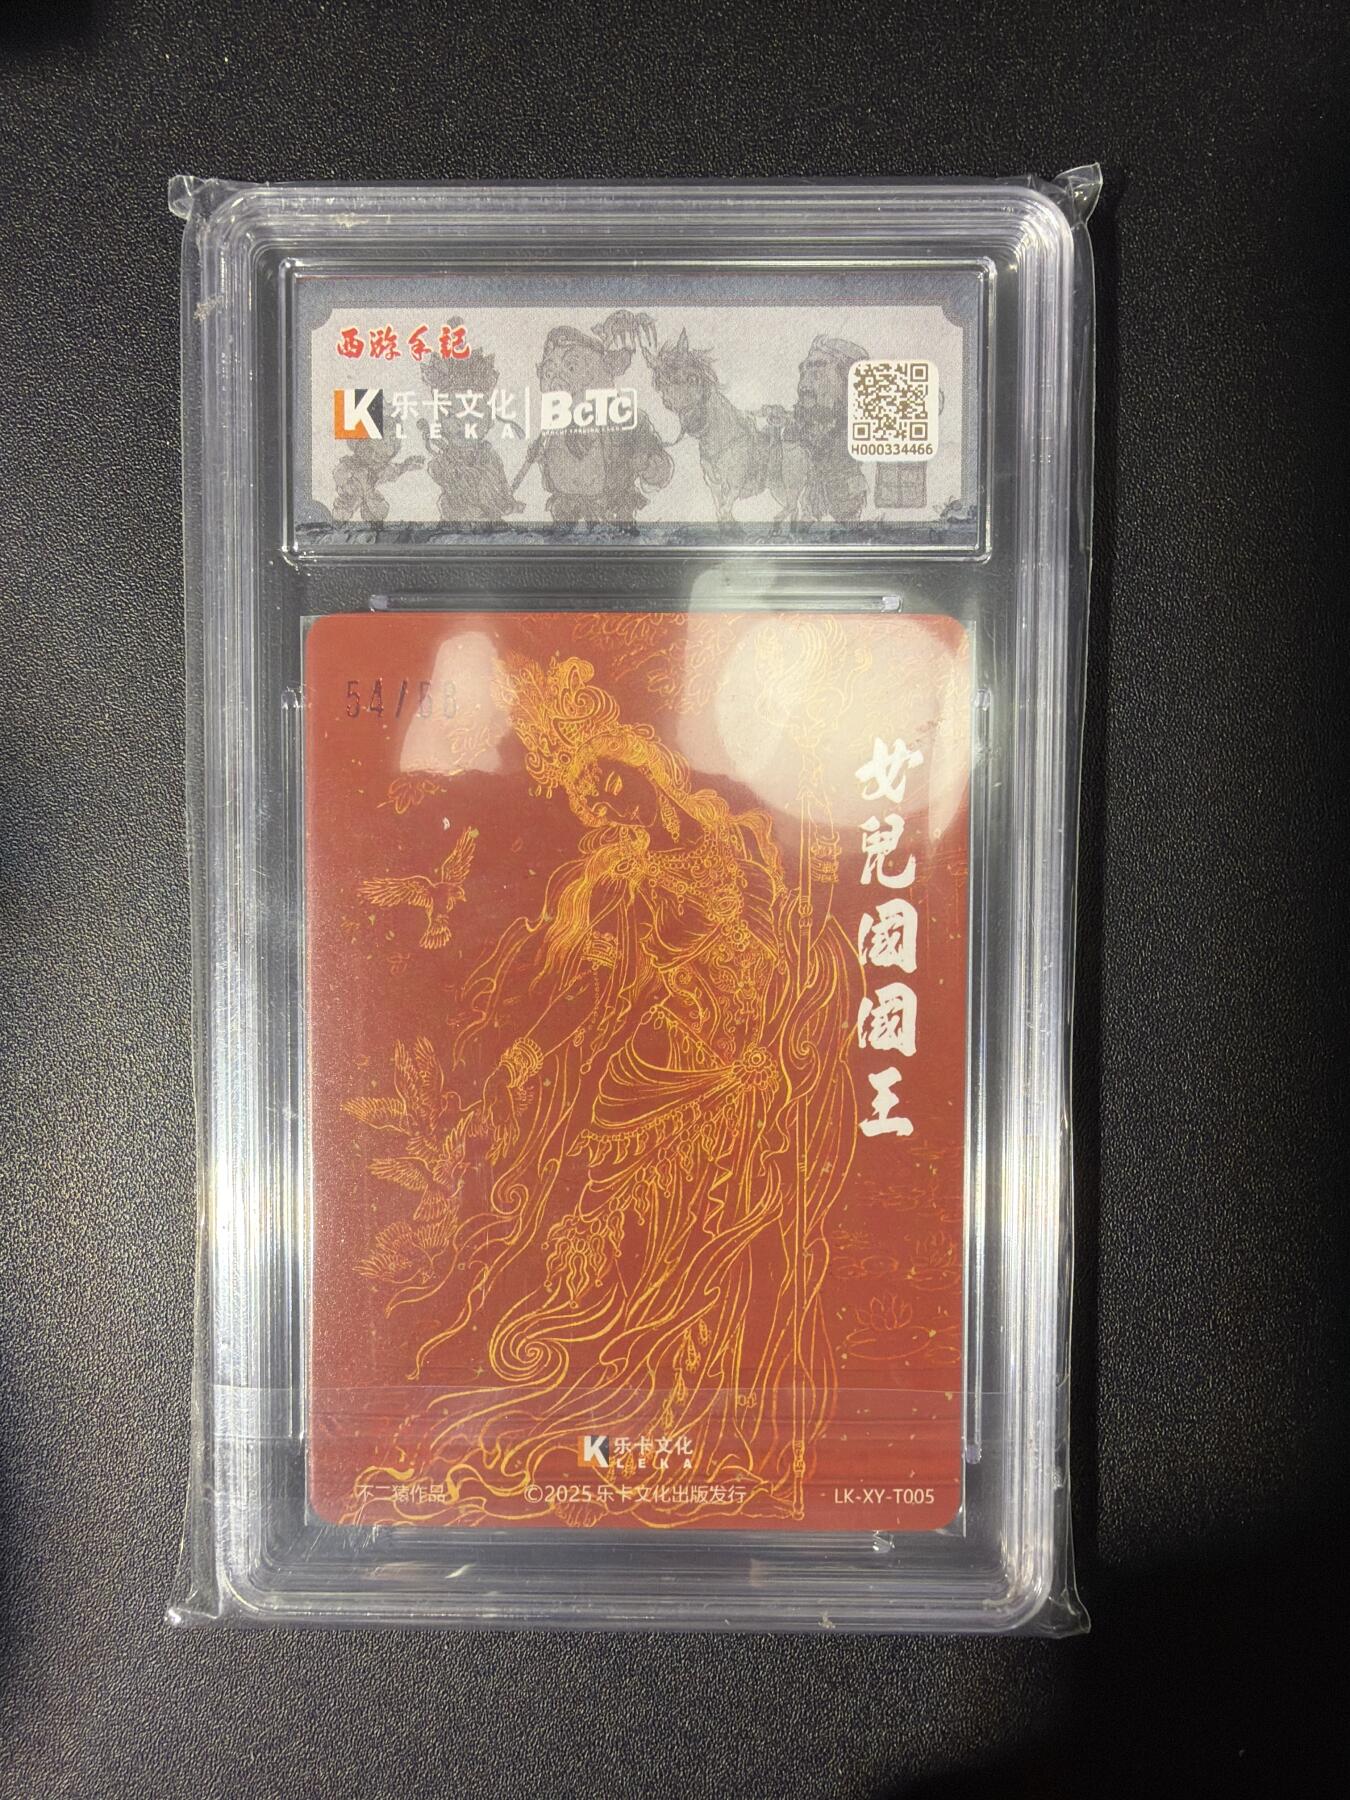 西游手記
K 乐卡文化 LEKA | BCTC
H000334466
54/58
女兒國國王
K 乐卡文化
LEKA
不二猿作品
©2025 乐卡文化出版发行
LK-XY-T005